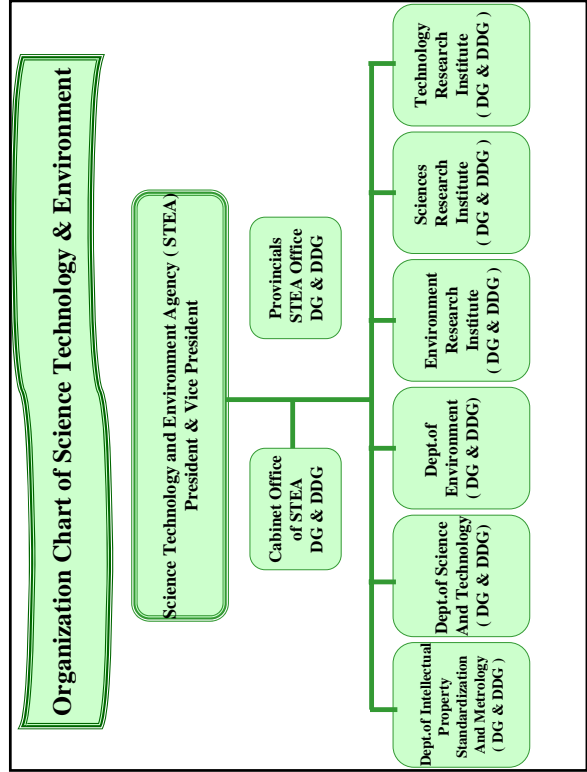 Organization Chart of Science Technology & Environment
Science Technology and Environment Agency ( STEA)
President & Vice President
Cabinet Office
of STEA
DG & DDG
Provincials
STEA Office
DG & DDG
Dept.of Intellectual
Property
Standardization
And Metrology
( DG & DDG )
Dept.of Science
And Technology
( DG & DDG)
Dept.of
Environment
( DG & DDG)
Environment
Research
Institute
( DG & DDG )
Sciences
Research
Institute
( DG & DDG )
Technology
Research
Institute
( DG & DDG )